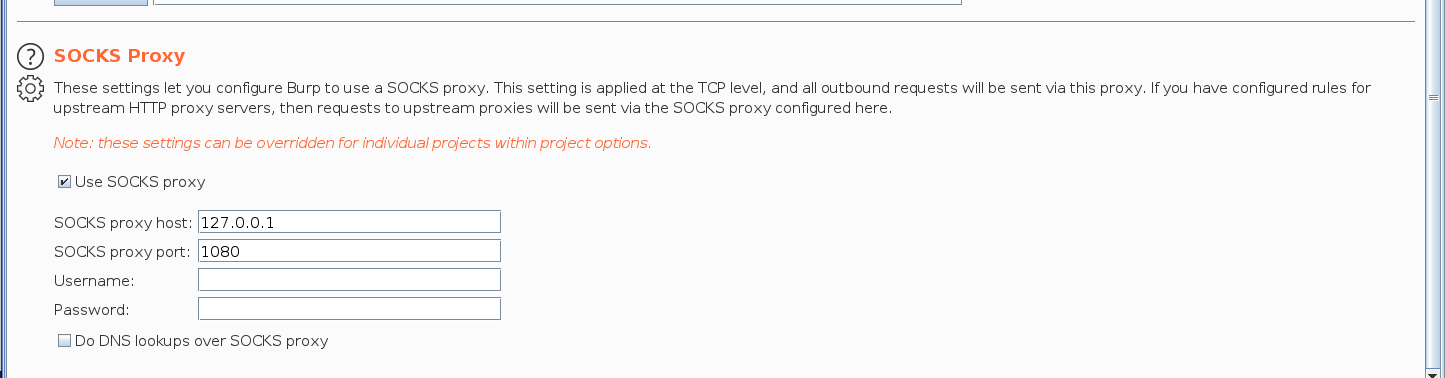 SOCKS Proxy
These settings let you configure Burp to use a SOCKS proxy. This setting is applied at the TCP level, and all outbound requests will be sent via this proxy. If you have configured rules for
upstream HTTP proxy servers, then requests to upstream proxies will be sent via the SOCKS proxy configured here.
Note: these settings can be overridden for individual projects within project options.
Use SOCKS proxy
SOCKS proxy host: 127.0.0.1
SOCKS proxy port: 1080
Username:
Password:
Do DNS lookups over SOCKS proxy